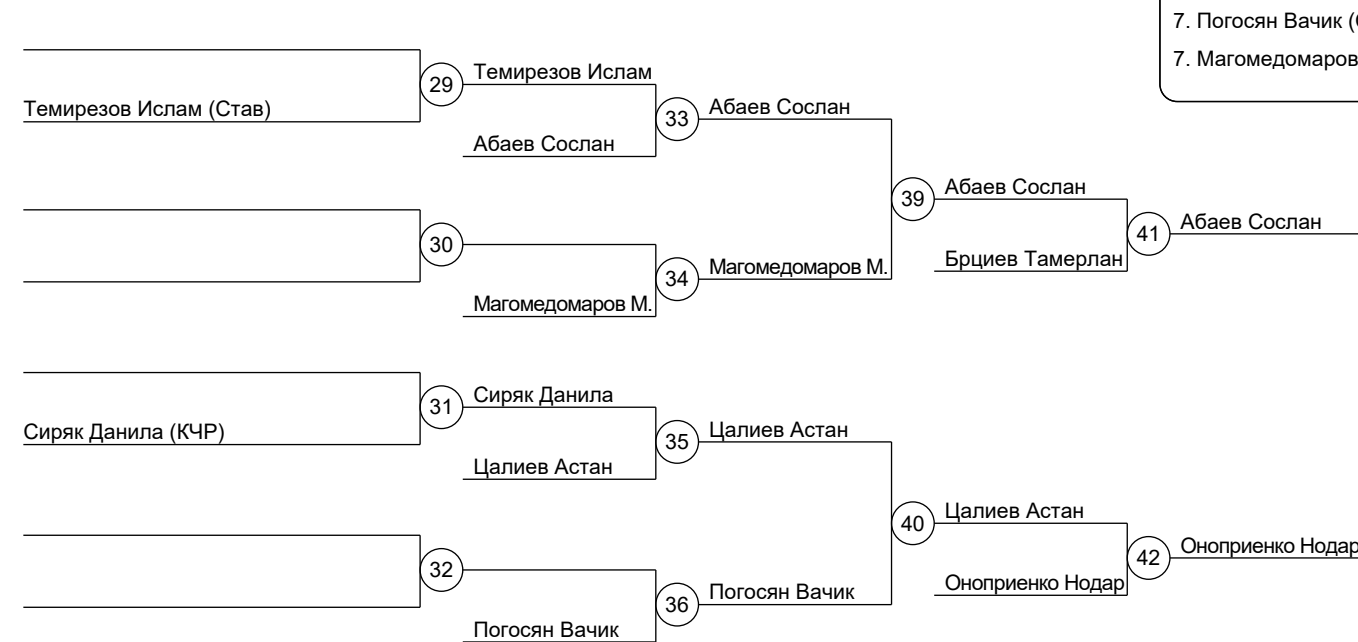 7. Погосян Вачик (
7. Магомедомаров
29
Темирезов Ислам
Темирезов Ислам (Став)
33
Абаев Сослан
Абаев Сослан
39
Абаев Сослан
30
41
Абаев Сослан
Брциев Тамерлан
34
Магомедомаров М.
Магомедомаров М.
31
Сиряк Данила
Сиряк Данила (КЧР)
35
Цалиев Астан
Цалиев Астан
40
Цалиев Астан
32
42
Оноприенко Нодар
Оноприенко Нодар
36
Погосян Вачик
Погосян Вачик